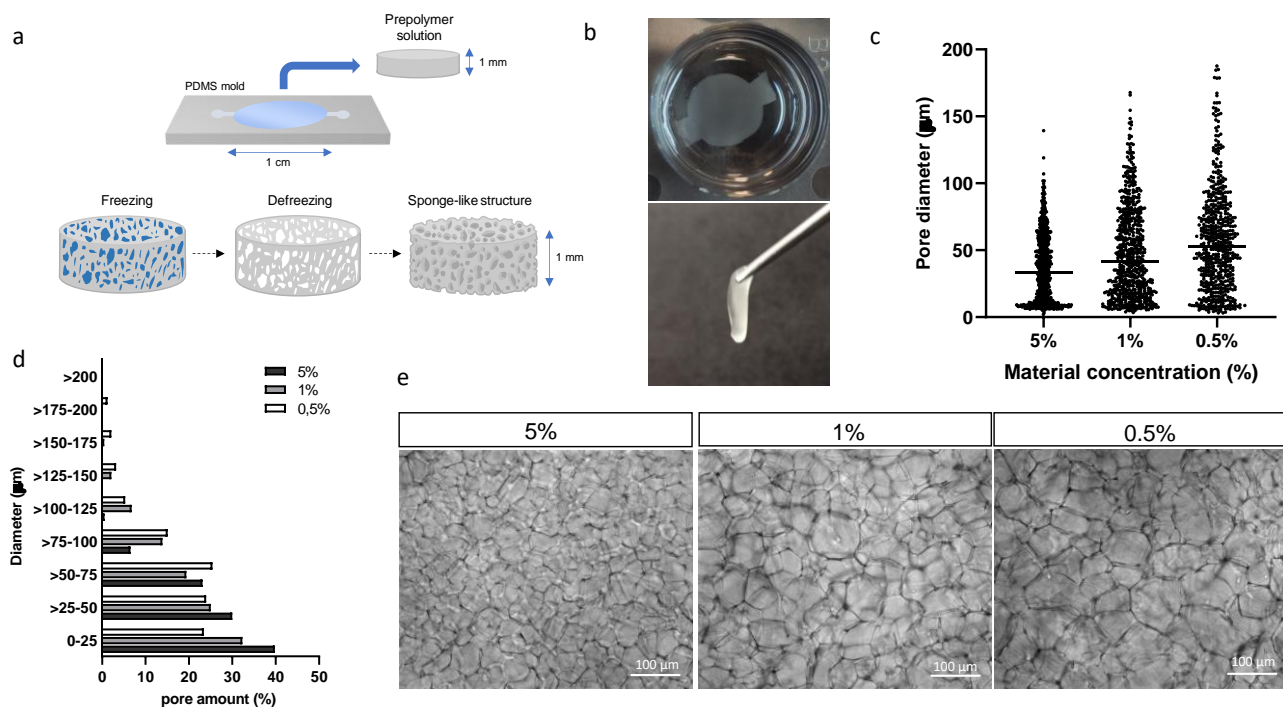 a
Prepolymer
solution
1 mm
PDMS mold
1 cm
Freezing
Defreezing
Sponge-like structure
1 mm
b
c
200
150
100
50
0
Pore diameter (μm)
5% 1% 0.5%
Material concentration (%)
d
>200
>175-200
>150-175
>125-150
>100-125
>75-100
>50-75
>25-50
0-25
Diameter (μm)
0 10 20 30 40 50
pore amount (%)
5%
1%
0,5%
e
5% 1% 0.5%
100 µm
100 µm
100 µm